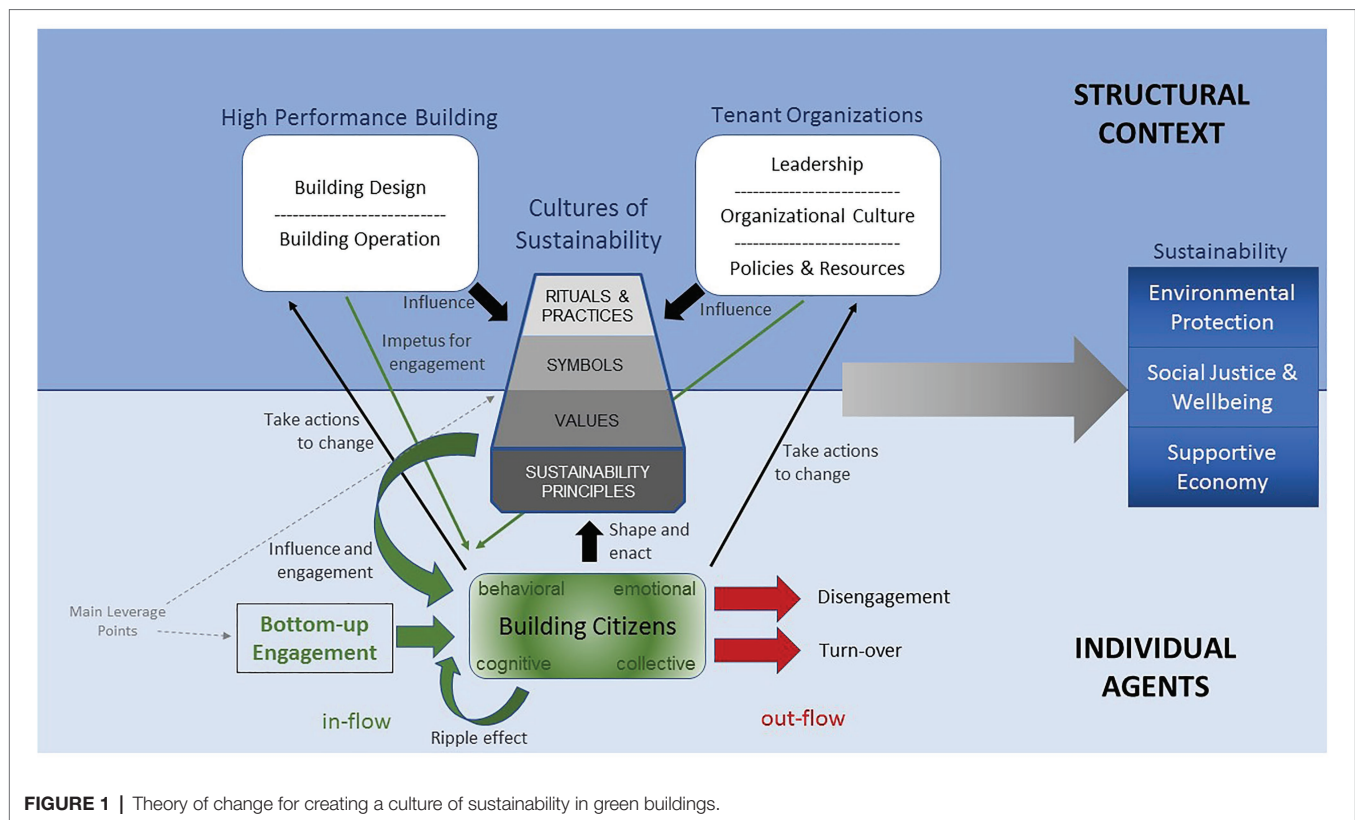 STRUCTURAL
CONTEXT
High Performance Building
Building Design
---------------------------
Building Operation
Tenant Organizations
Leadership
--------------------------
Organizational Culture
--------------------------
Policies & Resources
Cultures of
Sustainability
RITUALS &
PRACTICES
SYMBOLS
VALUES
SUSTAINABILITY
PRINCIPLES
Influence
Influence
Impetus for
engagement
Take actions
to change
Take actions
to change
Sustainability
Environmental
Protection
Social Justice &
Wellbeing
Supportive
Economy
Shape and
enact
Influence and
engagement
Main Leverage
Points
Bottom-up
Engagement
behavioral emotional
Building Citizens
cognitive collective
Disengagement
Turn-over
in-flow
Ripple effect
out-flow
INDIVIDUAL
AGENTS
FIGURE 1 | Theory of change for creating a culture of sustainability in green buildings.